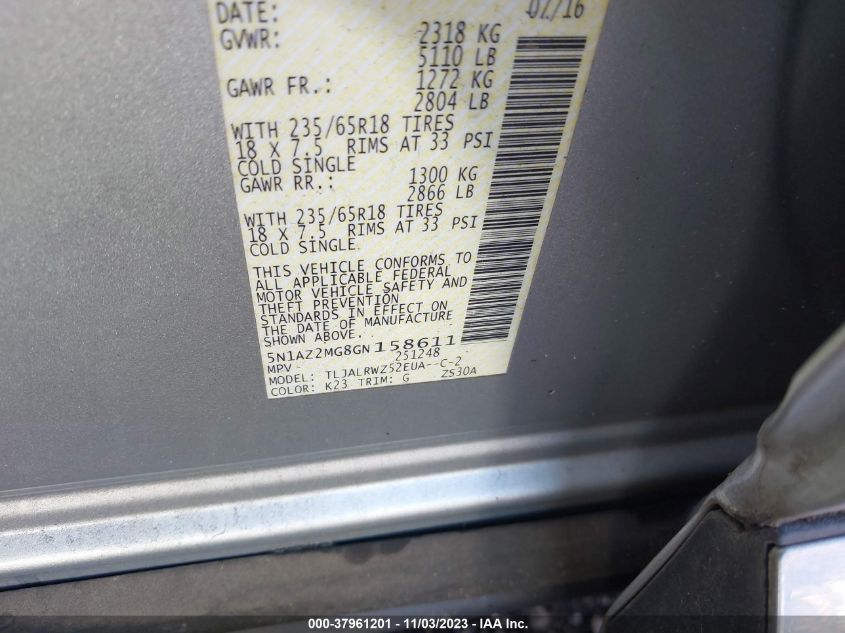 DATE: 07/16
GVWR: 2318 KG
5110 LB
GAWR FR.: 1272 KG
2804 LB
WITH 235/65R18 TIRES
18 X 7.5 RIMS AT 33 PSI
COLD SINGLE
GAWR RR.: 1300 KG
2866 LB
WITH 235/65R18 TIRES
18 X 7.5 RIMS AT 33 PSI
COLD SINGLE
THIS VEHICLE CONFORMS TO
ALL APPLICABLE FEDERAL
MOTOR VEHICLE SAFETY AND
THEFT PREVENTION
STANDARDS IN EFFECT ON
THE DATE OF MANUFACTURE
SHOWN ABOVE.
5N1AZ2MG8GN158611
MPV 251248
MODEL: TLJALRWZ52EUA--C-2
COLOR: K23 TRIM: G ZS30A
000-37961201 - 11/03/2023 - IAA Inc.